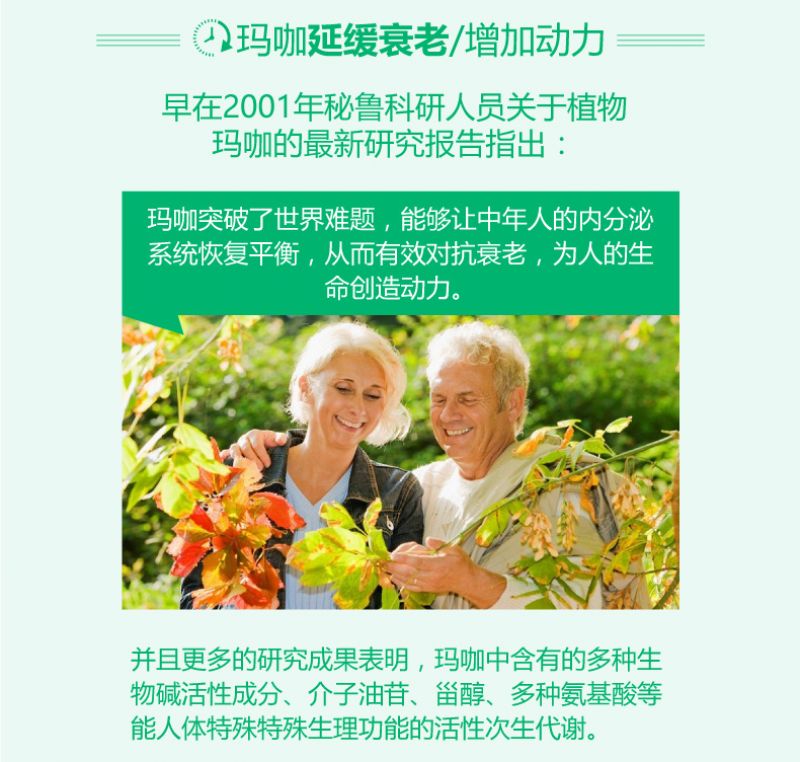 玛咖延缓衰老/增加动力
早在2001年秘鲁科研人员关于植物
玛咖的最新研究报告指出：
玛咖突破了世界难题，能够让中年人的内分泌
系统恢复平衡，从而有效对抗衰老，为人的生
命创造动力。
并且更多的研究成果表明，玛咖中含有的多种生
物碱活性成分、介子油苷、甾醇、多种氨基酸等
能人体特殊特殊生理功能的活性次生代谢。